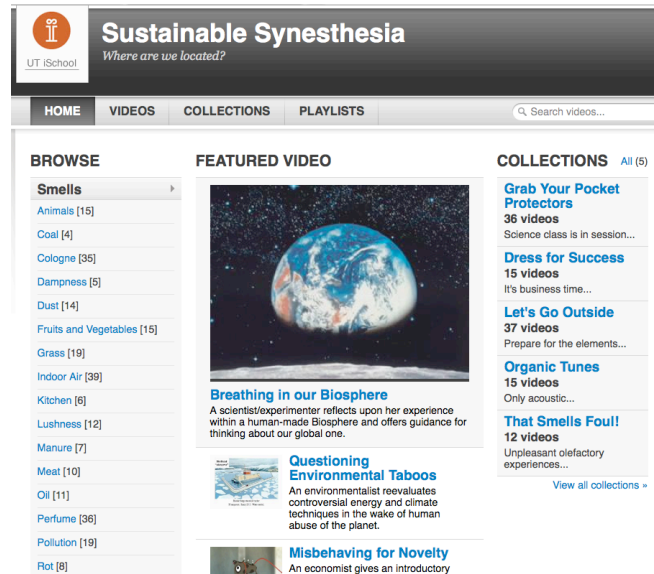 UT iSchool
Sustainable Synesthesia
Where are we located?
HOME
VIDEOS
COLLECTIONS
PLAYLISTS
Search videos...
BROWSE
Smells
Animals [15]
Coal [4]
Cologne [35]
Dampness [5]
Dust [14]
Fruits and Vegetables [15]
Grass [19]
Indoor Air [39]
Kitchen [6]
Lushness [12]
Manure [7]
Meat [10]
Oil [11]
Perfume [36]
Pollution [19]
Rot [8]
FEATURED VIDEO
Breathing in our Biosphere
A scientist/experimenter reflects upon her experience
within a human-made Biosphere and offers guidance for
thinking about our global one.
Questioning
Environmental Taboos
An environmentalist reevaluates
controversial energy and climate
techniques in the wake of human
abuse of the planet.
Misbehaving for Novelty
An economist gives an introductory
COLLECTIONS All (5)
Grab Your Pocket
Protectors
36 videos
Science class is in session...
Dress for Success
15 videos
It's business time...
Let's Go Outside
37 videos
Prepare for the elements...
Organic Tunes
15 videos
Only acoustic...
That Smells Foul!
12 videos
Unpleasant olefactory
experiences...
View all collections »